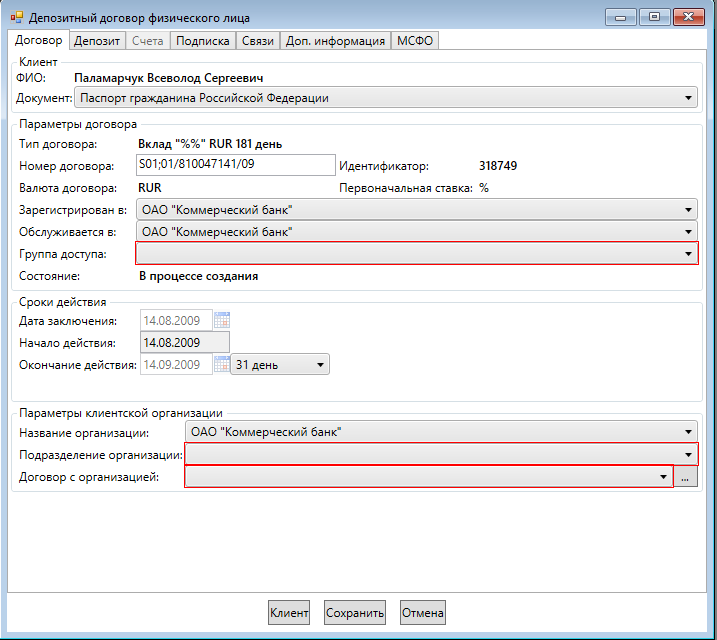 Депозитный договор физического лица
Договор Депозит Счета Подписка Связи Доп. информация МСФО
Клиент
ФИО: Паламарчук Всеволод Сергеевич
Документ: Паспорт гражданина Российской Федерации
Параметры договора
Тип договора: Вклад "%%" RUR 181 день
Номер договора: S01;01/810047141/09 Идентификатор: 318749
Валюта договора: RUR Первоначальная ставка: %
Зарегистрирован в: ОАО "Коммерческий банк"
Обслуживается в: ОАО "Коммерческий банк"
Группа доступа:
Состояние: В процессе создания
Сроки действия
Дата заключения: 14.08.2009
Начало действия: 14.08.2009
Окончание действия: 14.09.2009 31 день
Параметры клиентской организации
Название организации: ОАО "Коммерческий банк"
Подразделение организации:
Договор с организацией: ...
Клиент Сохранить Отмена